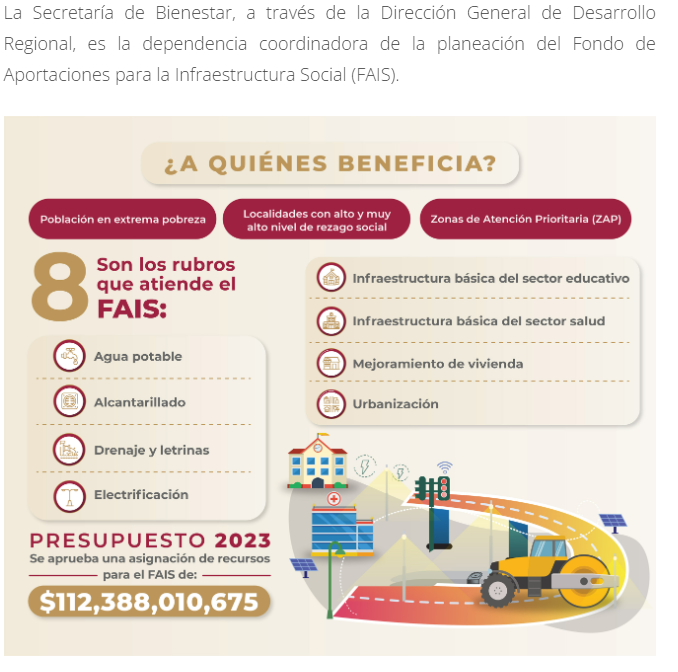 La Secretaría de Bienestar, a través de la Dirección General de Desarrollo
Regional, es la dependencia coordinadora de la planeación del Fondo de
Aportaciones para la Infraestructura Social (FAIS).
¿A QUIÉNES BENEFICIA?
Población en extrema pobreza
Localidades con alto y muy
alto nivel de rezago social
Zonas de Atención Prioritaria (ZAP)
8 Son los rubros
que atiende el
FAIS:
Agua potable
Alcantarillado
Drenaje y letrinas
Electrificación
Infraestructura básica del sector educativo
Infraestructura básica del sector salud
Mejoramiento de vivienda
Urbanización
PRESUPUESTO 2023
Se aprueba una asignación de recursos
para el FAIS de:
$112,388,010,675